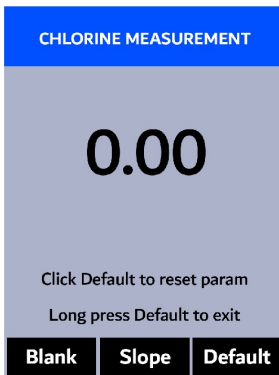 CHLORINE MEASUREMENT
0.00
Click Default to reset param
Long press Default to exit
Blank Slope Default